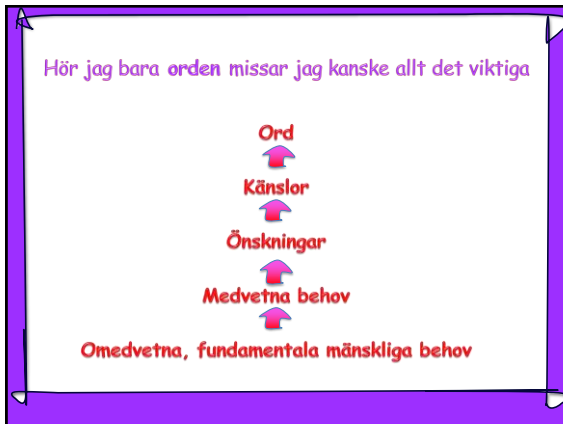 Hör jag bara orden missar jag kanske allt det viktiga
Ord
Känslor
Önskningar
Medvetna behov
Omedvetna, fundamentala mänskliga behov